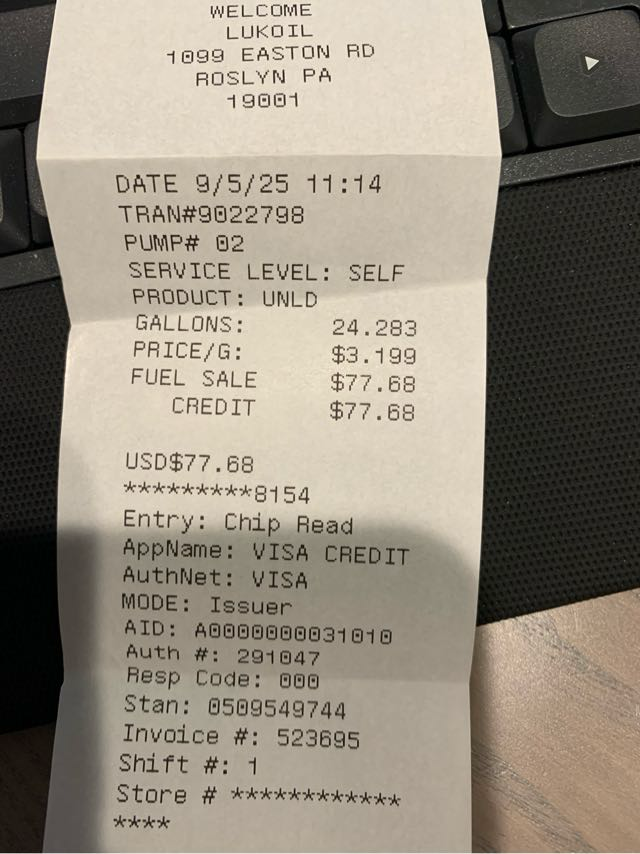 WELCOME
LUKOIL
1099 EASTON RD
ROSLYN PA
19001
DATE 9/5/25 11:14
TRAN#9022798
PUMP# 02
SERVICE LEVEL: SELF
PRODUCT: UNLD
GALLONS: 24.283
PRICE/G: $3.199
FUEL SALE $77.68
CREDIT $77.68
USD$77.68
*********8154
Entry: Chip Read
AppName: VISA CREDIT
AuthNet: VISA
MODE: Issuer
AID: A0000000031010
Auth #: 291047
Resp Code: 000
Stan: 0509549744
Invoice #: 523695
Shift #: 1
Store # ************
****